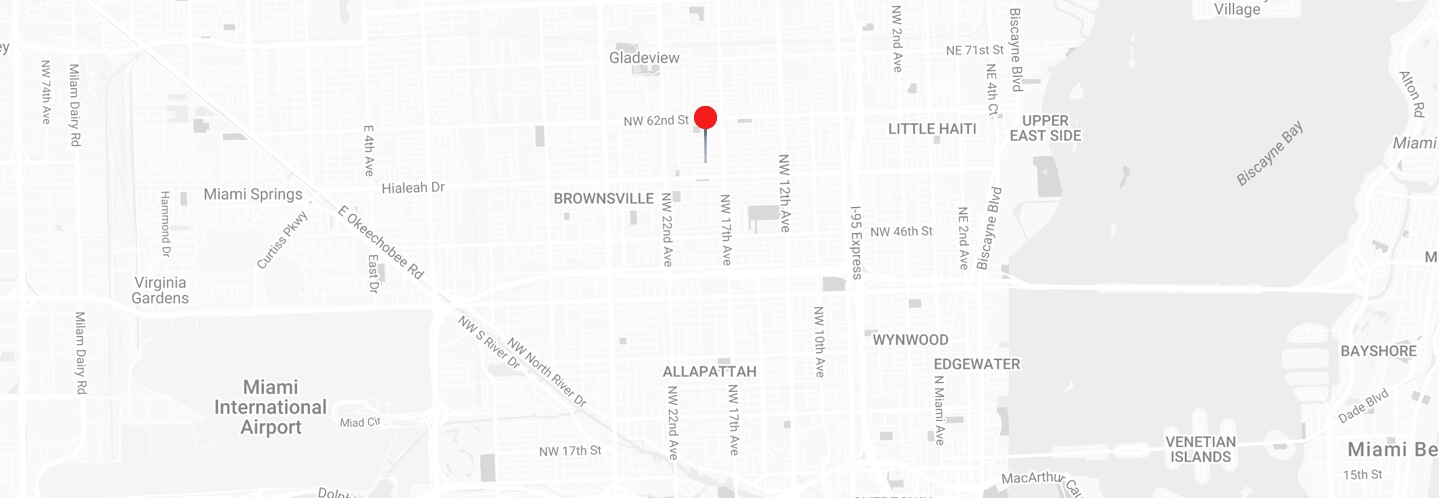 Village
Biscayne Blvd
NW 2nd Ave
ey
NE 71st St
Gladeview
NW 74th Ave
Milam Dairy Rd
NE 4th Ct
Alton Rd
NW 62nd St
LITTLE HAITI
UPPER
EAST SIDE
E 4th Ave
Miami
Biscayne Bay
NW 12th Ave
Hialeah Dr
Miami Springs
BROWNSVILLE
Hammond Dr
Curtiss Pkwy
E Okeechobee Rd
NW 22nd Ave
NW 17th Ave
I-95 Express
NW 46th St
NE 2nd Ave
Biscayne Blvd
East Dr
Virginia
Gardens
M
Milam Dairy Rd
NW S River Dr
NW North River Dr
NW 10th Ave
WYNWOOD
BAYSHORE
EDGEWATER
ALLAPATTAH
Miami
International
Airport
Miad Cir
NW 22nd Ave
NW 17th Ave
N Miami Ave
Dade Blvd
NW 17th St
VENETIAN
ISLANDS
Miami Be
15th St
MacArthur Cau
Dolph